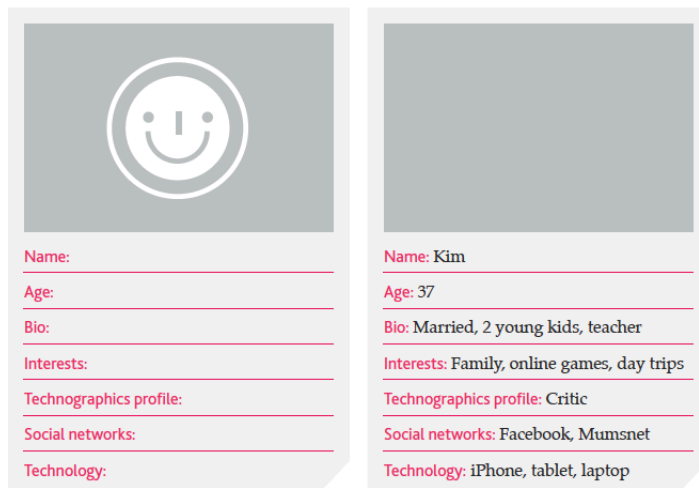 Name:
Age:
Bio:
Interests:
Technographics profile:
Social networks:
Technology:
Name: Kim
Age: 37
Bio: Married, 2 young kids, teacher
Interests: Family, online games, day trips
Technographics profile: Critic
Social networks: Facebook, Mumsnet
Technology: iPhone, tablet, laptop